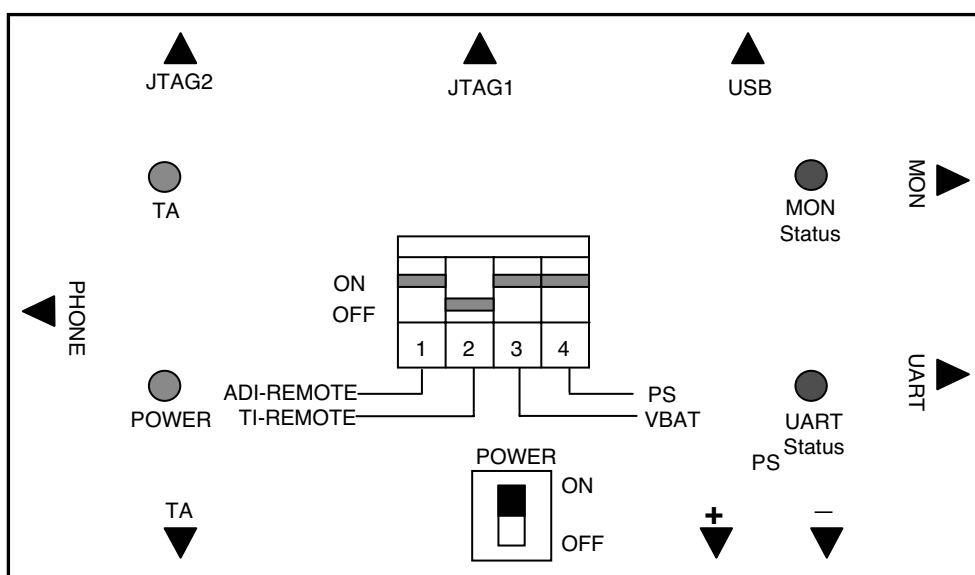 JTAG2
JTAG1
USB
TA
MON
Status
MON
ON
OFF
PHONE
1 2 3 4
ADI-REMOTE
TI-REMOTE
PS
VBAT
POWER
UART
Status
UART
PS
POWER
ON
OFF
TA
+
–